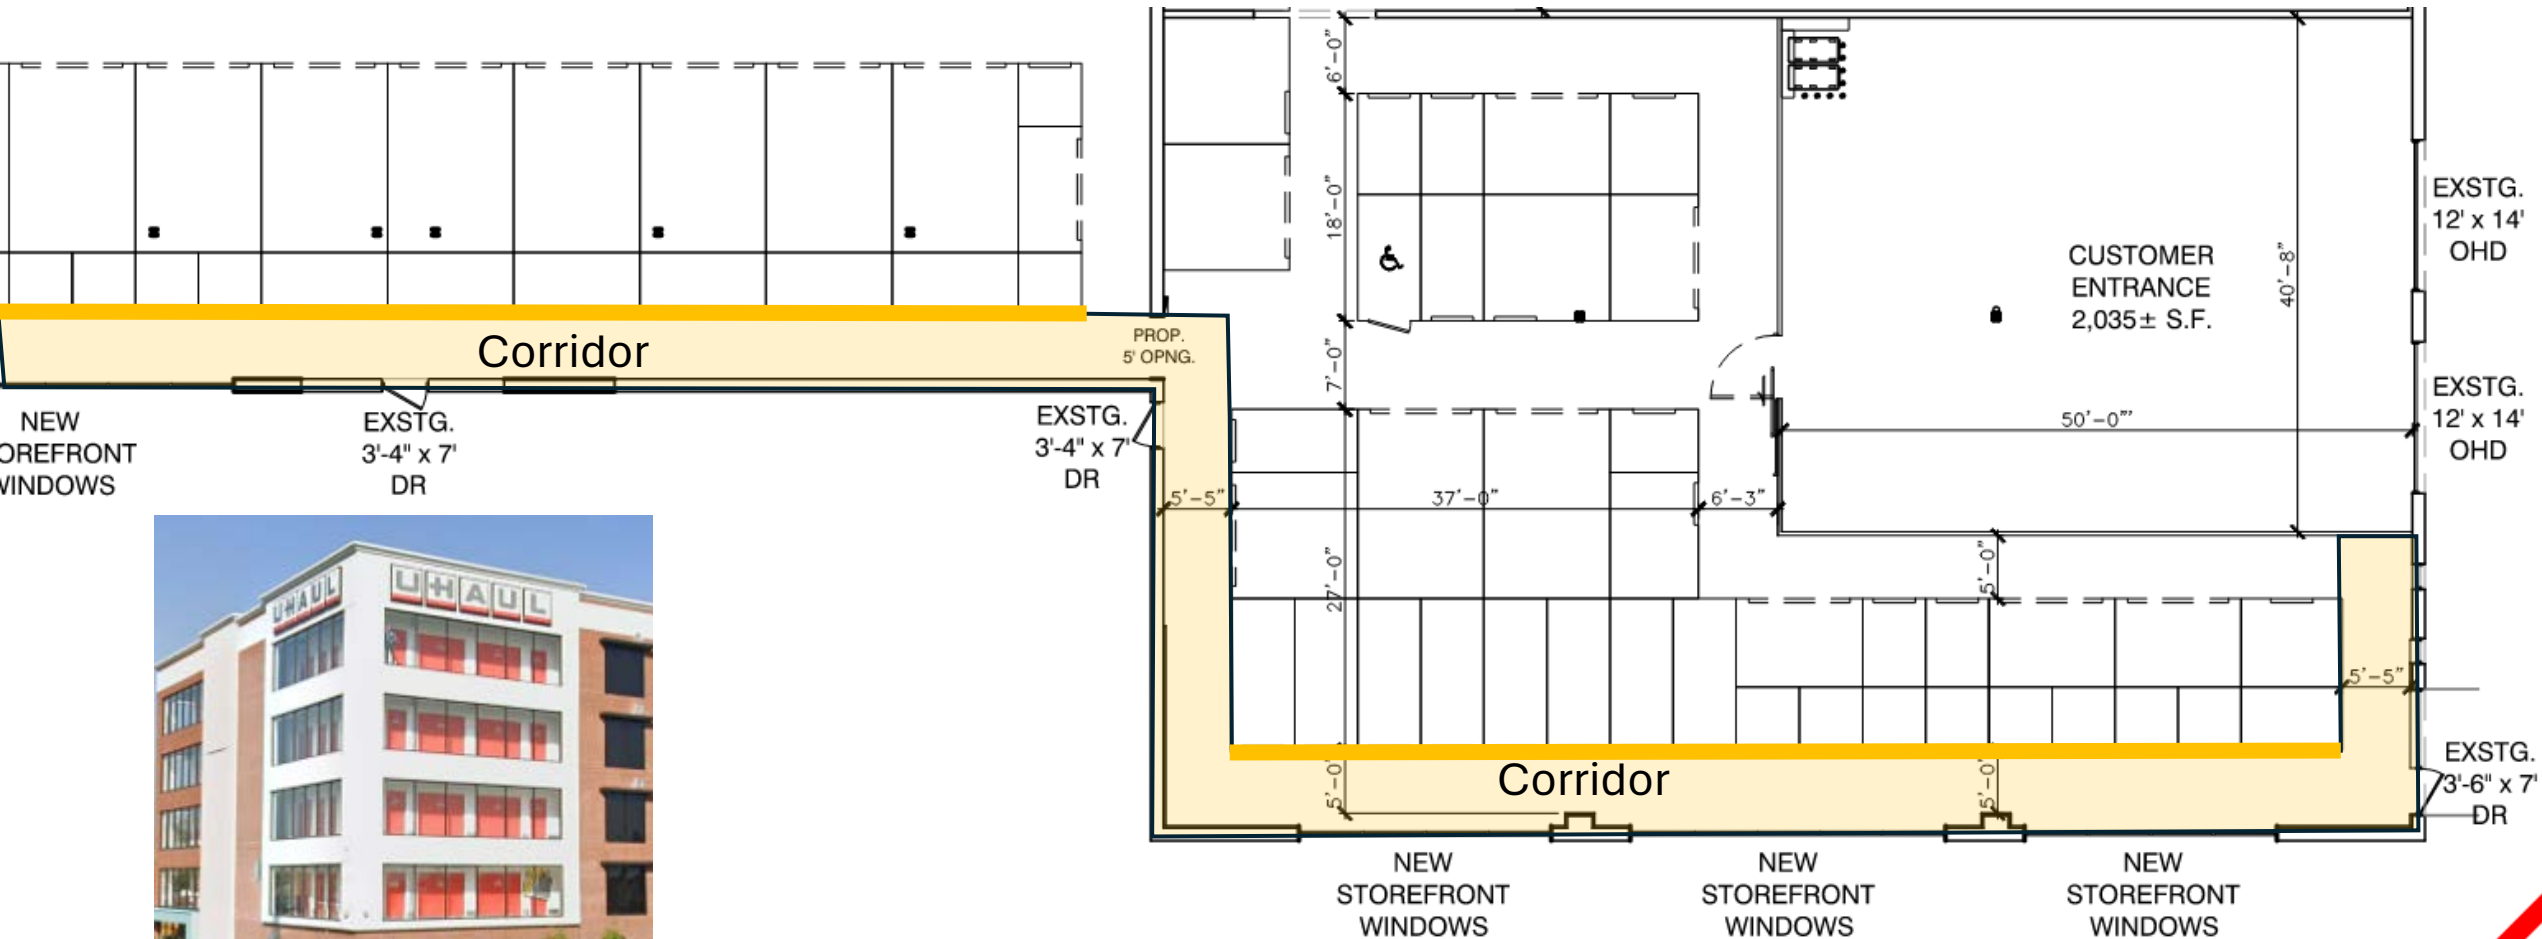 6'-0"
18'-0"
7'-0"
27'-0"
5'-0"
CUSTOMER
ENTRANCE
2,035± S.F.
40'-8"
50'-0"'
EXSTG.
12' x 14'
OHD
EXSTG.
12' x 14'
OHD
Corridor
PROP.
5' OPNG.
NEW
OREFRONT
WINDOWS
EXSTG.
3'-4" x 7'
DR
EXSTG.
3'-4" x 7'
DR
5'-5"
37'-0"
6'-3"
5'-0"
5'-5"
Corridor
5'-0
EXSTG.
3'-6" x 7'
DR
NEW
STOREFRONT
WINDOWS
NEW
STOREFRONT
WINDOWS
NEW
STOREFRONT
WINDOWS
UHAUL
UHAUL